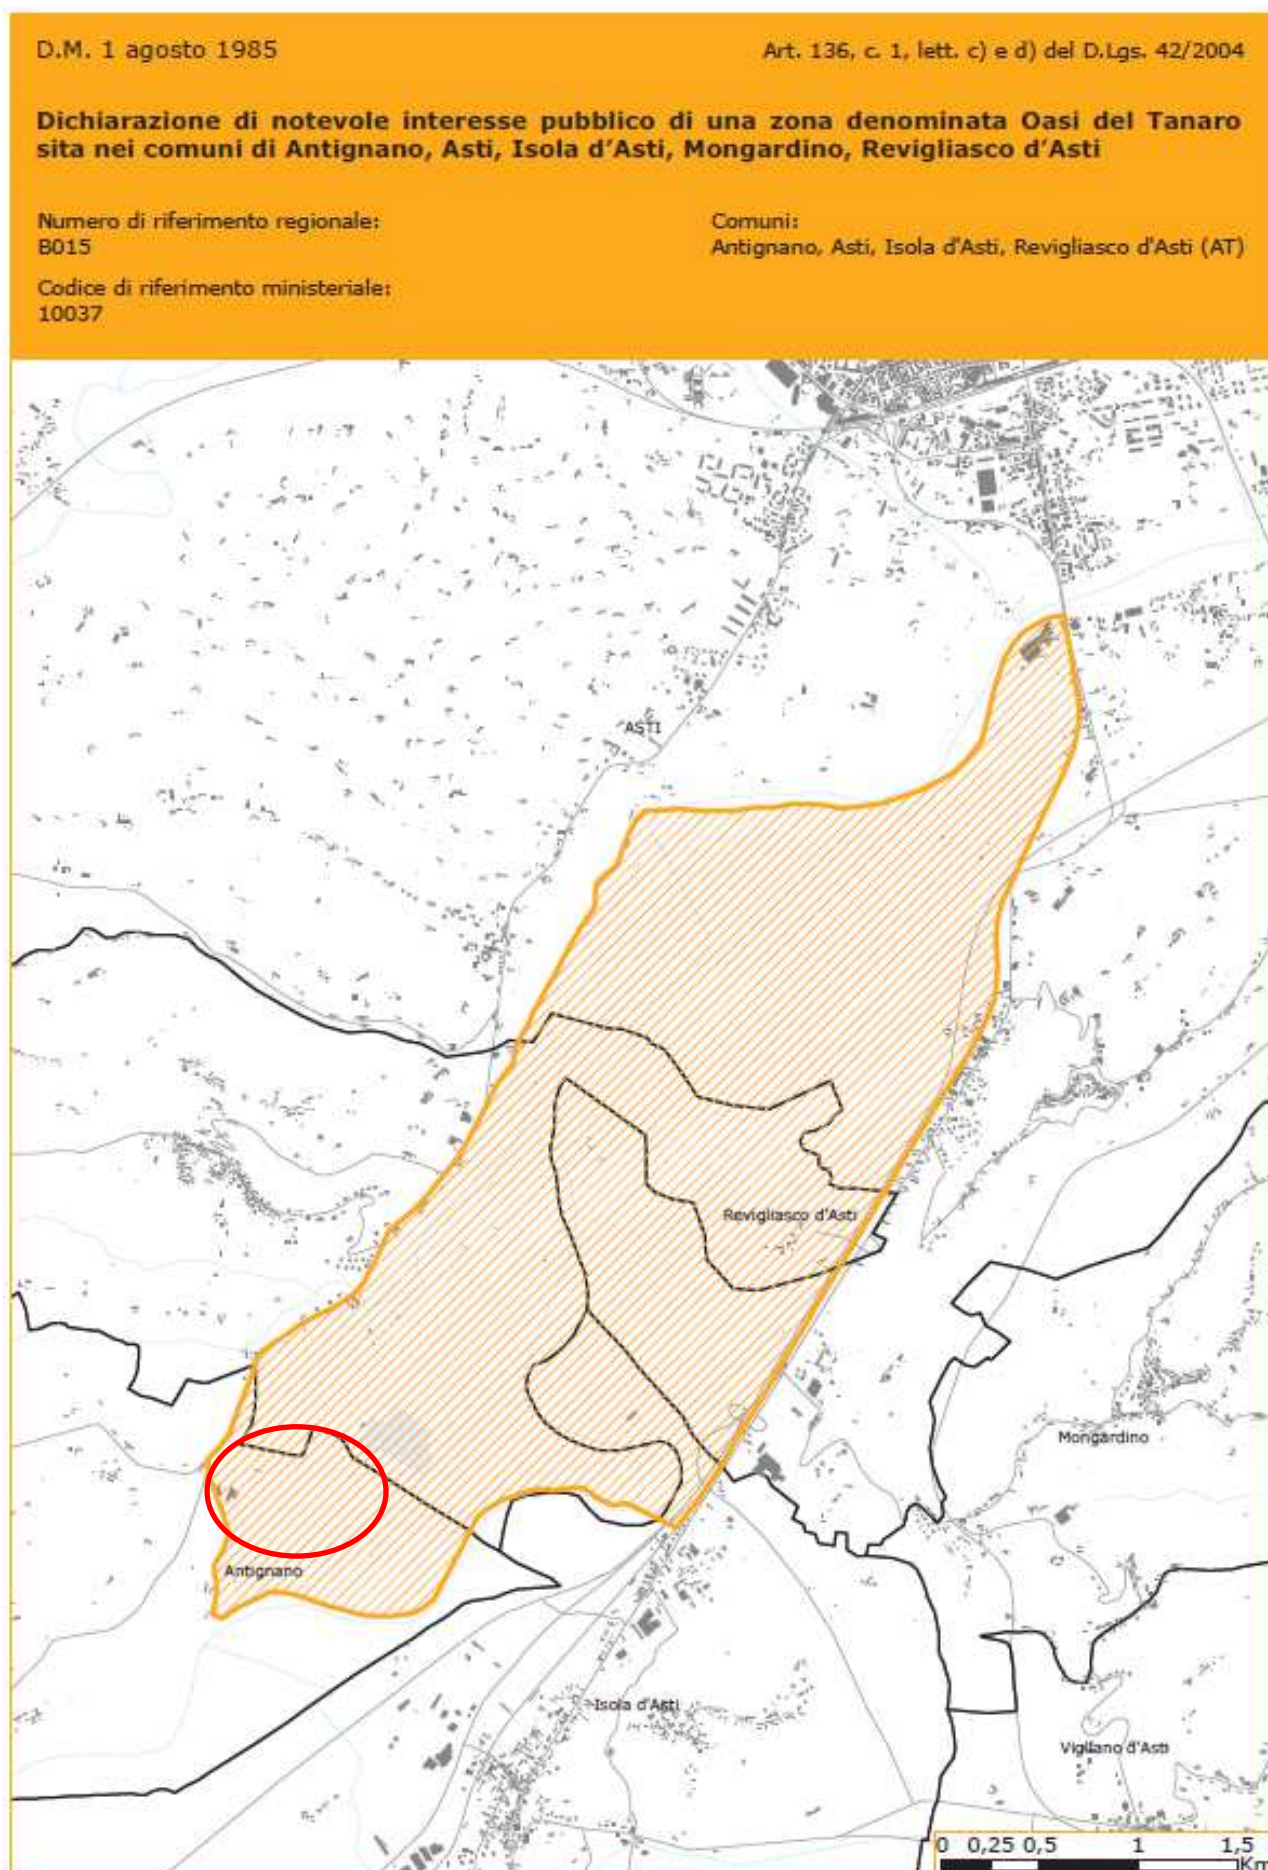 D.M. 1 agosto 1985
Art. 136, c. 1, lett. c) e d) del D.Lgs. 42/2004
Dichiarazione di notevole interesse pubblico di una zona denominata Oasi del Tanaro
sita nei comuni di Antignano, Asti, Isola d'Asti, Mongardino, Revigliasco d'Asti
Numero di riferimento regionale:
B015
Comuni:
Antignano, Asti, Isola d'Asti, Revigliasco d'Asti (AT)
Codice di riferimento ministeriale:
10037
ASTI
Revigliasco d'Asti
Mongardino
Antignano
Isola d'Asti
Vigliano d'Asti
0 0,25 0,5 1 1,5
Km